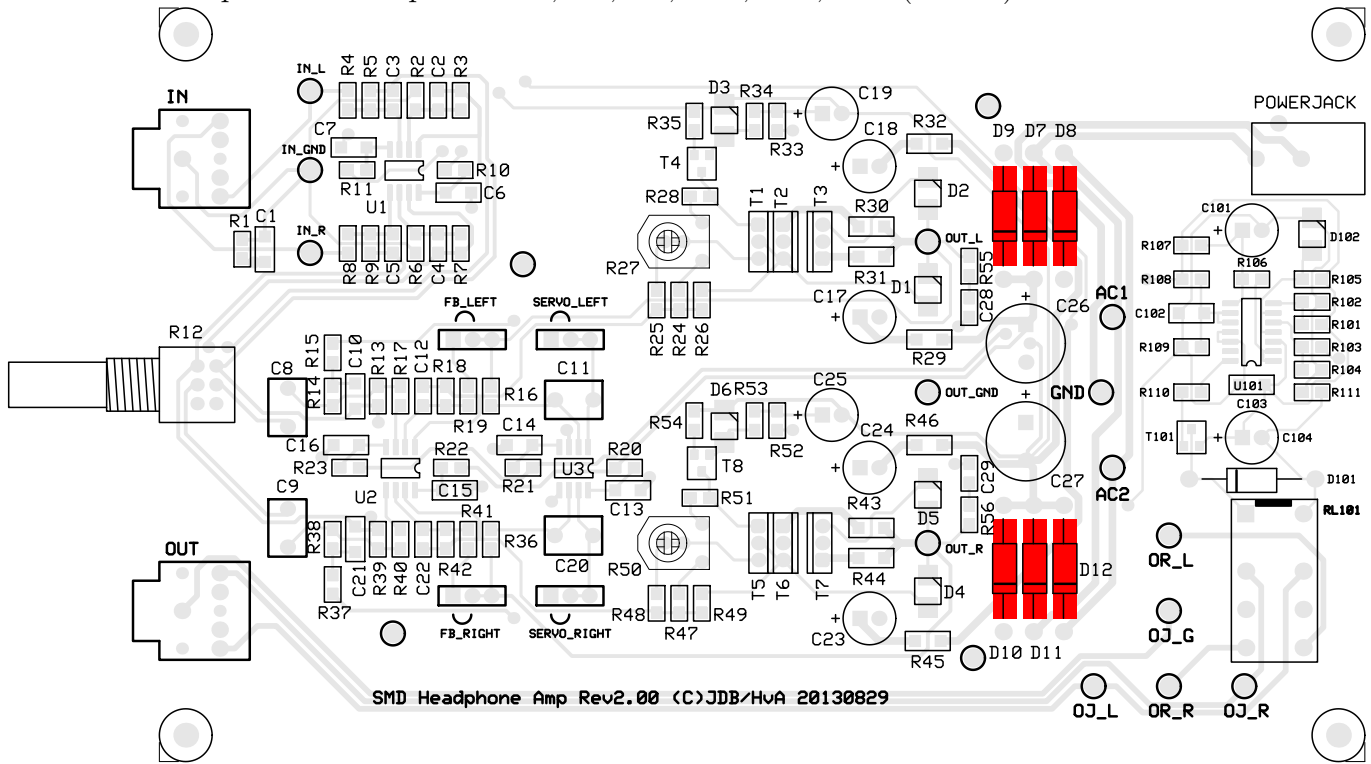 IN
IN_L
R4
R5
C3
R2
C2
R3
C7
IN_GND
R11
R10
C6
U1
R1
C1
IN_R
R8
R9
C5
R6
C4
R7
D3
R34
C19
R35
R33
C18
R32
T4
R28
T1
T2
T3
D2
R30
OUT_L
R27
R31
R55
D1
C17
C28
R25
R24
R26
R29
D9
D7
D8
C26
POWERJACK
C101
D102
R107
R106
R108
R105
C102
R102
R101
R109
R103
R104
R110
U101
R111
C103
T101
C104
D101
RL101
AC1
GND
AC2
R12
FB_LEFT
SERVO_LEFT
R15
C10
R13
R17
C12
R18
C11
C8
R14
R16
R19
C16
C14
R23
R22
R21
U3
R20
C15
C13
U2
C9
R41
R38
R36
C21
R39
R40
C22
R42
C20
R37
FB_RIGHT
SERVO_RIGHT
OUT
D6
R53
C25
R54
R52
C24
R46
OUT_GND
T8
R51
C29
C27
R43
D5
R56
OUT_R
R50
T5
T6
T7
R44
D4
R48
R47
R49
C23
R45
D12
D10
D11
OR_L
OJ_G
OJ_L
OR_R
OJ_R
SMD Headphone Amp Rev2.00 (C)JDB/HvA 20130829